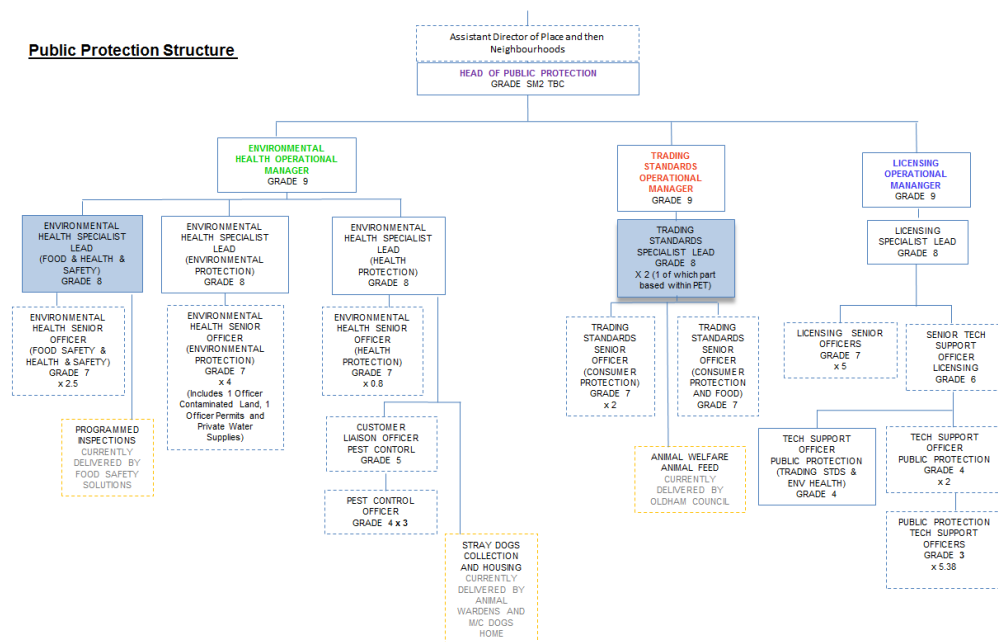 Public Protection Structure
Assistant Director of Place and then
Neighbourhoods
HEAD OF PUBLIC PROTECTION
GRADE SM2 TBC
ENVIRONMENTAL
HEALTH OPERATIONAL
MANAGER
GRADE 9
TRADING
STANDARDS
OPERATIONAL
MANAGER
GRADE 9
LICENSING
OPERATIONAL
MANANGER
GRADE 9
ENVIRONMENTAL
HEALTH SPECIALIST
LEAD
(FOOD & HEALTH &
SAFETY)
GRADE 8
ENVIRONMENTAL
HEALTH SPECIALIST
LEAD
(ENVIRONMENTAL
PROTECTION)
GRADE 8
ENVIRONMENTAL
HEALTH SPECIALIST
LEAD
(HEALTH
PROTECTION)
GRADE 8
TRADING
STANDARDS
SPECIALIST LEAD
GRADE 8
X 2 (1 of which part
based within PET)
LICENSING
SPECIALIST LEAD
GRADE 8
ENVIRONMENTAL
HEALTH SENIOR
OFFICER
(FOOD SAFETY &
HEALTH & SAFETY)
GRADE 7
x 2.5
ENVIRONMENTAL
HEALTH SENIOR
OFFICER
(ENVIRONMENTAL
PROTECTION)
GRADE 7
x 4
(Includes 1 Officer
Contaminated Land, 1
Officer Permits and
Private Water
Supplies)
ENVIRONMENTAL
HEALTH SENIOR
OFFICER
(HEALTH
PROTECTION)
GRADE 7
x 0.8
TRADING
STANDARDS
SENIOR
OFFICER
(CONSUMER
PROTECTION)
GRADE 7
x 2
TRADING
STANDARDS
SENIOR
OFFICER
(CONSUMER
PROTECTION
AND FOOD)
GRADE 7
LICENSING SENIOR
OFFICERS
GRADE 7
x 5
SENIOR TECH
SUPPORT
OFFICER
LICENSING
GRADE 6
PROGRAMMED
INSPECTIONS
CURRENTLY
DELIVERED BY
FOOD SAFETY
SOLUTIONS
CUSTOMER
LIAISON OFFICER
PEST CONTORL
GRADE 5
PEST CONTROL
OFFICER
GRADE 4 x 3
STRAY DOGS
COLLECTION
AND HOUSING
CURRENTLY
DELIVERED BY
ANIMAL
WARDENS AND
M/C DOGS
HOME
ANIMAL WELFARE
ANIMAL FEED
CURRENTLY
DELIVERED BY
OLDHAM COUNCIL
TECH SUPPORT
OFFICER
PUBLIC PROTECTION
(TRADING STDS &
ENV HEALTH)
GRADE 4
TECH SUPPORT
OFFICER
PUBLIC PROTECTION
GRADE 4
x 2
PUBLIC PROTECTION
TECH SUPPORT
OFFICERS
GRADE 3
x 5.38